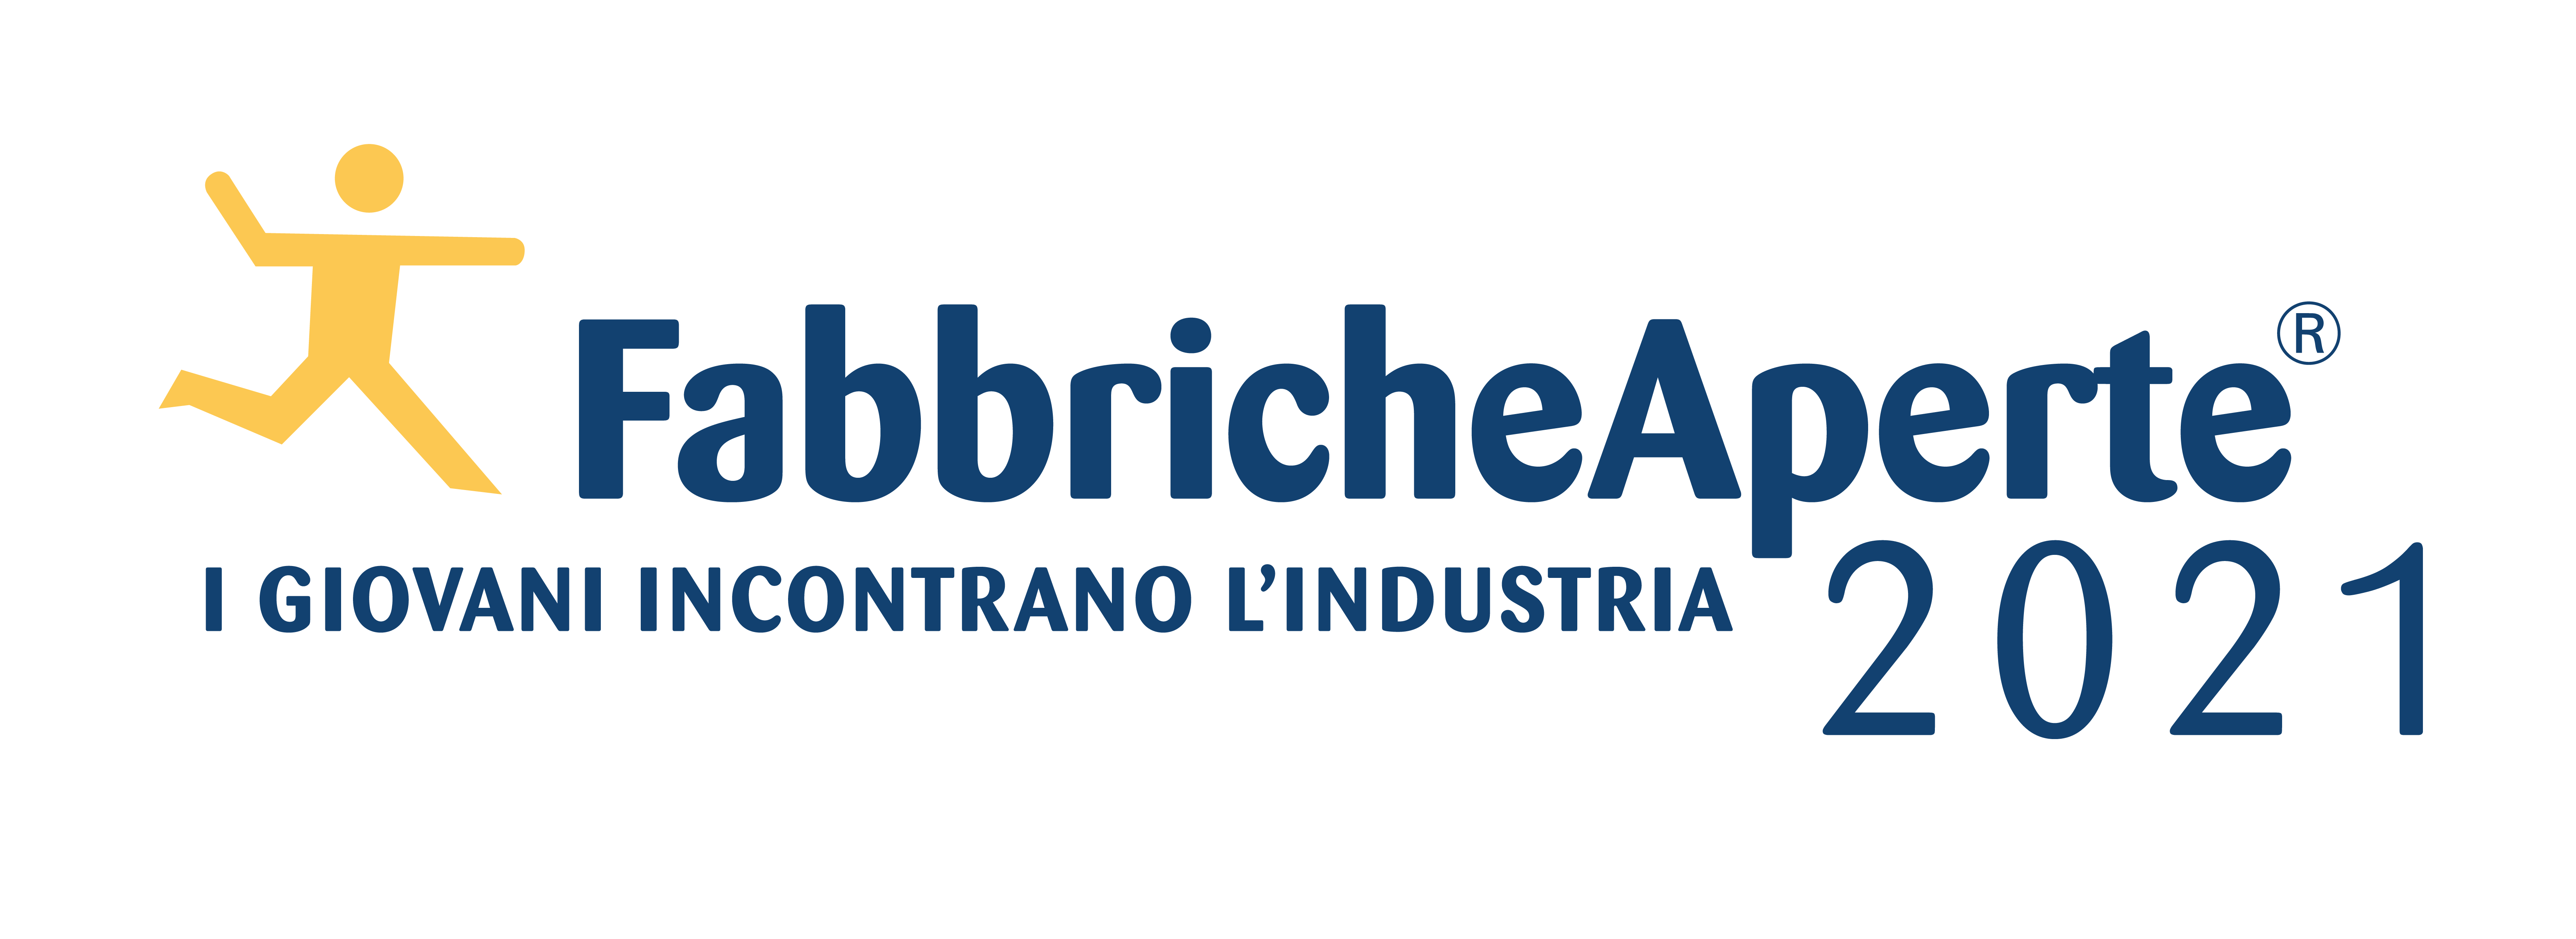 FabbricheAperte®
I GIOVANI INCONTRANO L’INDUSTRIA
2021